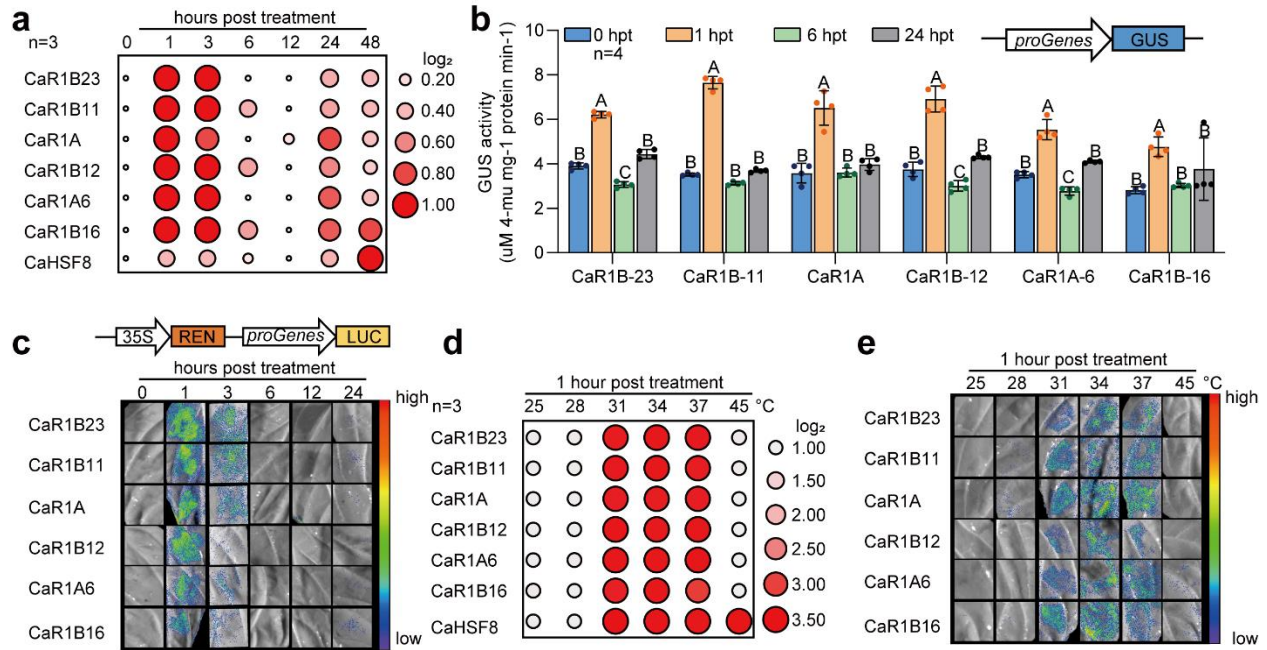 a
hours post treatment
n=3 0 1 3 6 12 24 48
log₂
CaR1B23
CaR1B11
CaR1A
CaR1B12
CaR1A6
CaR1B16
CaHSF8
0.20
0.40
0.60
0.80
1.00
b
GUS activity
(uM 4-mu mg-1 protein min-1)
10
8
6
4
2
0
0 hpt 1 hpt 6 hpt 24 hpt
n=4
proGenes GUS
B A C B
B A B B
B A B B
B A C B
B A C B
B A B B
CaR1B-23 CaR1B-11 CaR1A CaR1B-12 CaR1A-6 CaR1B-16
c
35S REN proGenes LUC
hours post treatment
0 1 3 6 12 24
high
CaR1B23
CaR1B11
CaR1A
CaR1B12
CaR1A6
CaR1B16
low
d
1 hour post treatment
n=3 25 28 31 34 37 45 °C
log₂
CaR1B23
CaR1B11
CaR1A
CaR1B12
CaR1A6
CaR1B16
CaHSF8
1.00
1.50
2.00
2.50
3.00
3.50
e
1 hour post treatment
25 28 31 34 37 45 °C
high
CaR1B23
CaR1B11
CaR1A
CaR1B12
CaR1A6
CaR1B16
low